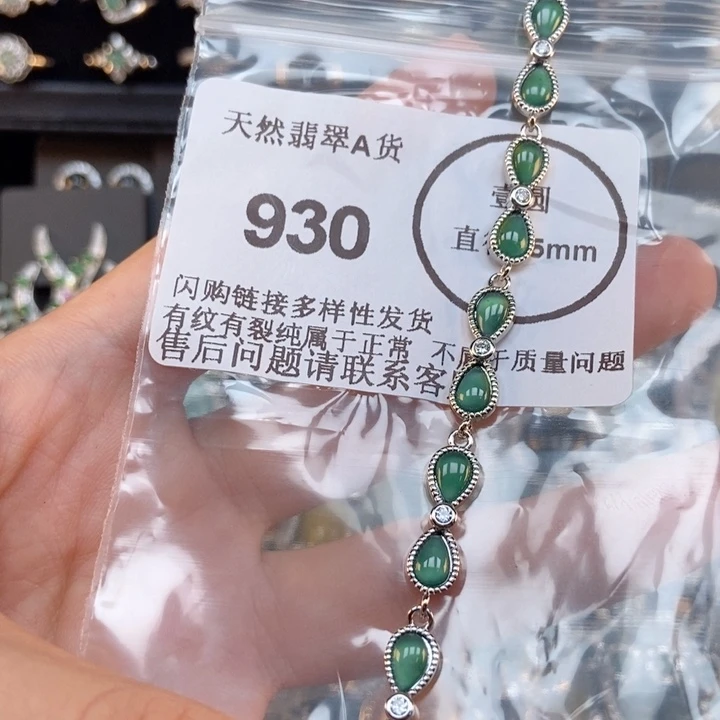 天然翡翠A货
930
壹圆
直 5mm
闪购链接多样性发货
有纹有裂纯属于正常 不 于质量问题
售后问题请联系客